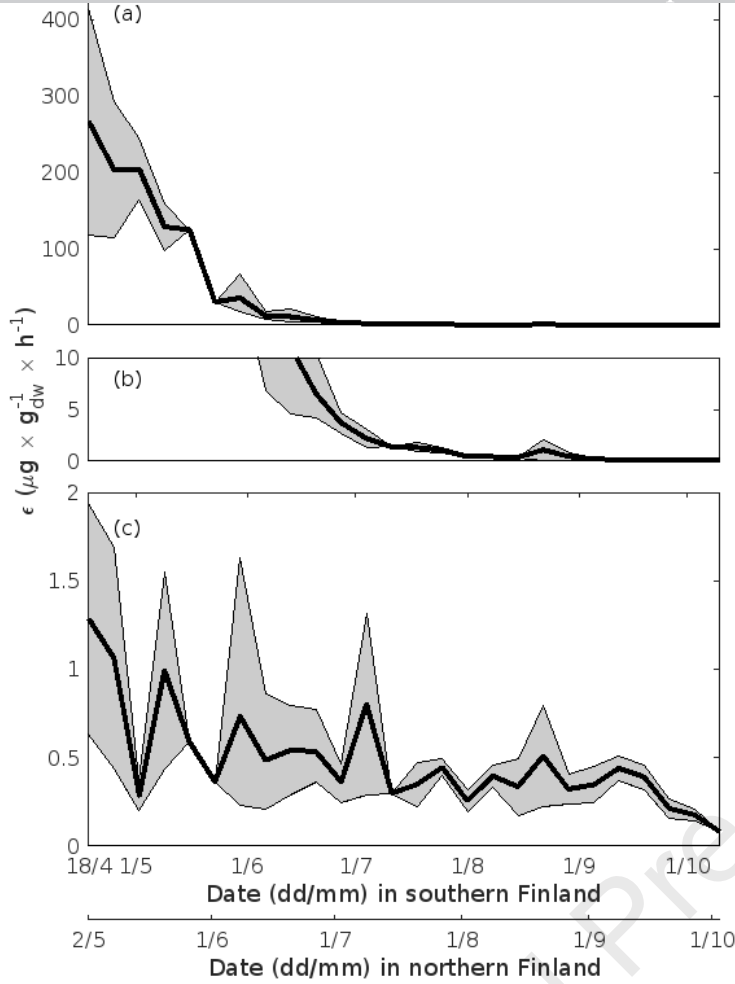 (a)
400
300
200
100
0
(b)
10
5
0
ϵ (μg × g⁻¹dw × h⁻¹)
(c)
2
1.5
1
0.5
0
18/4 1/5 1/6 1/7 1/8 1/9 1/10
Date (dd/mm) in southern Finland
2/5 1/6 1/7 1/8 1/9 1/10
Date (dd/mm) in northern Finland